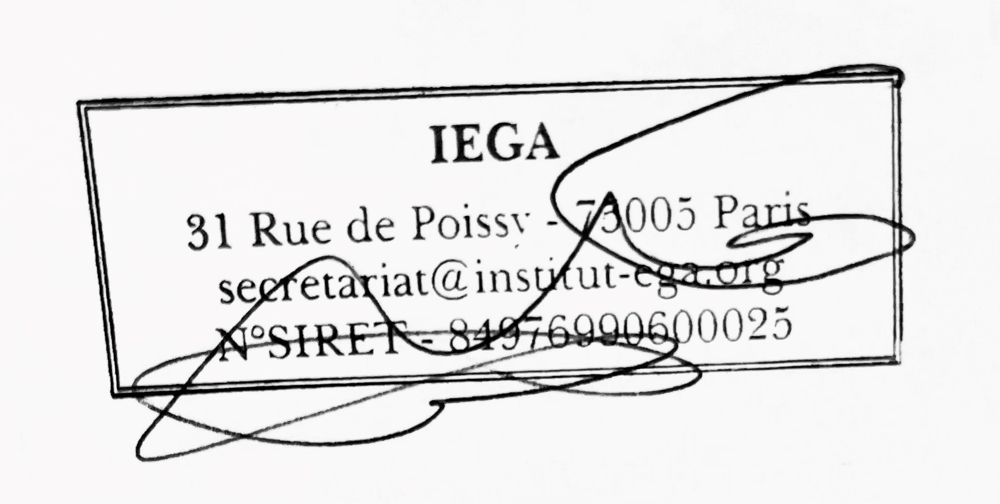 IEGA
31 Rue de Poissy - 75005 Paris
secretariat@institut-ega.org
N°SIRET - 84976990600025